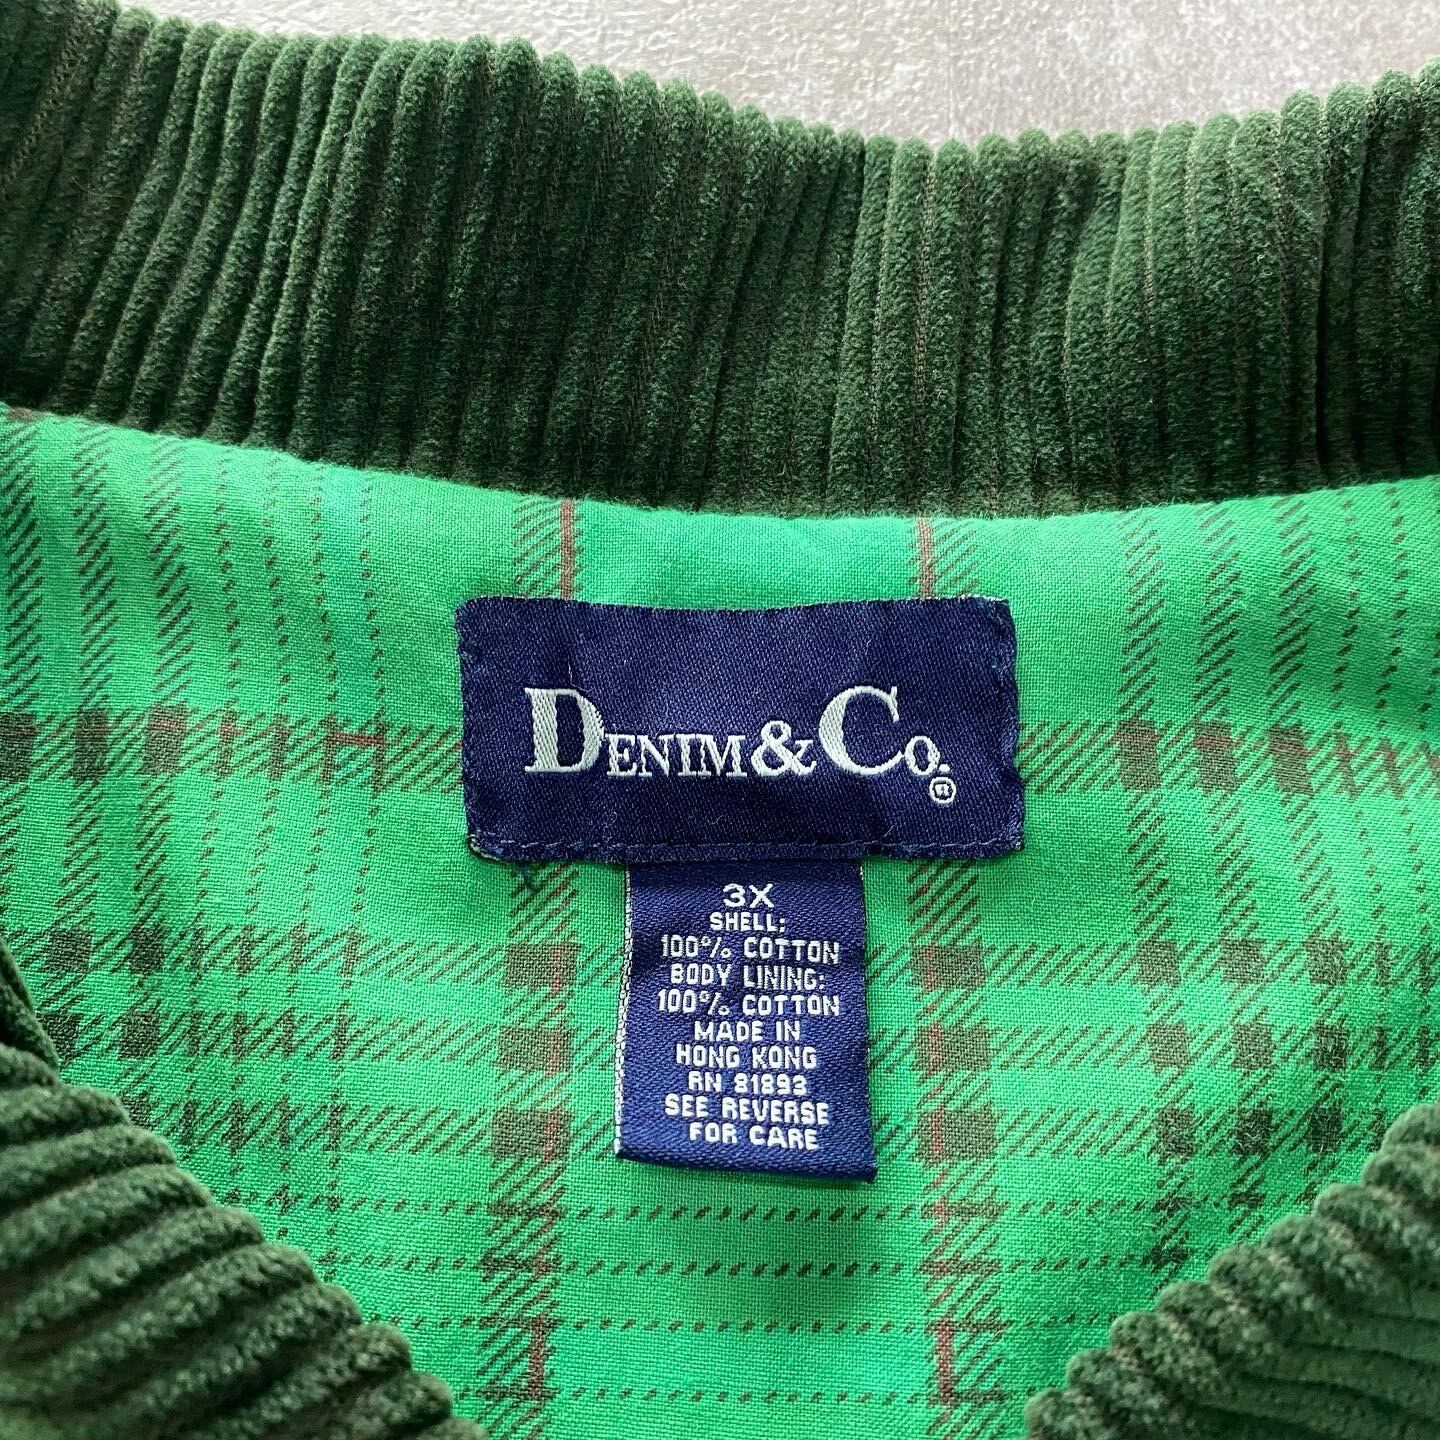 DENIM & CO.®
3X
SHELL:
100% COTTON
BODY LINING:
100% COTTON
MADE IN
HONG KONG
RN 81893
SEE REVERSE
FOR CARE